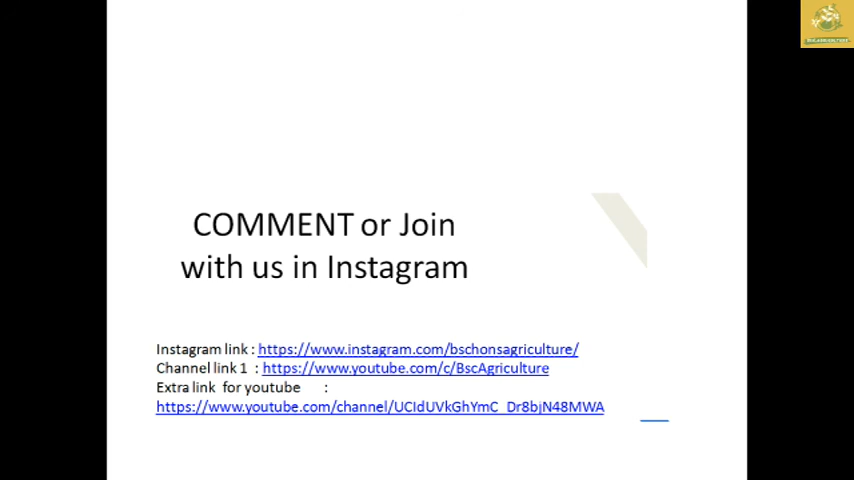 COMMENT or Join
with us in Instagram
Instagram link : https://www.instagram.com/bschonsagriculture/
Channel link 1 : https://www.youtube.com/c/BscAgriculture
Extra link for youtube :
https://www.youtube.com/channel/UCIdUVkGhYmC_Dr8bjN48MWA